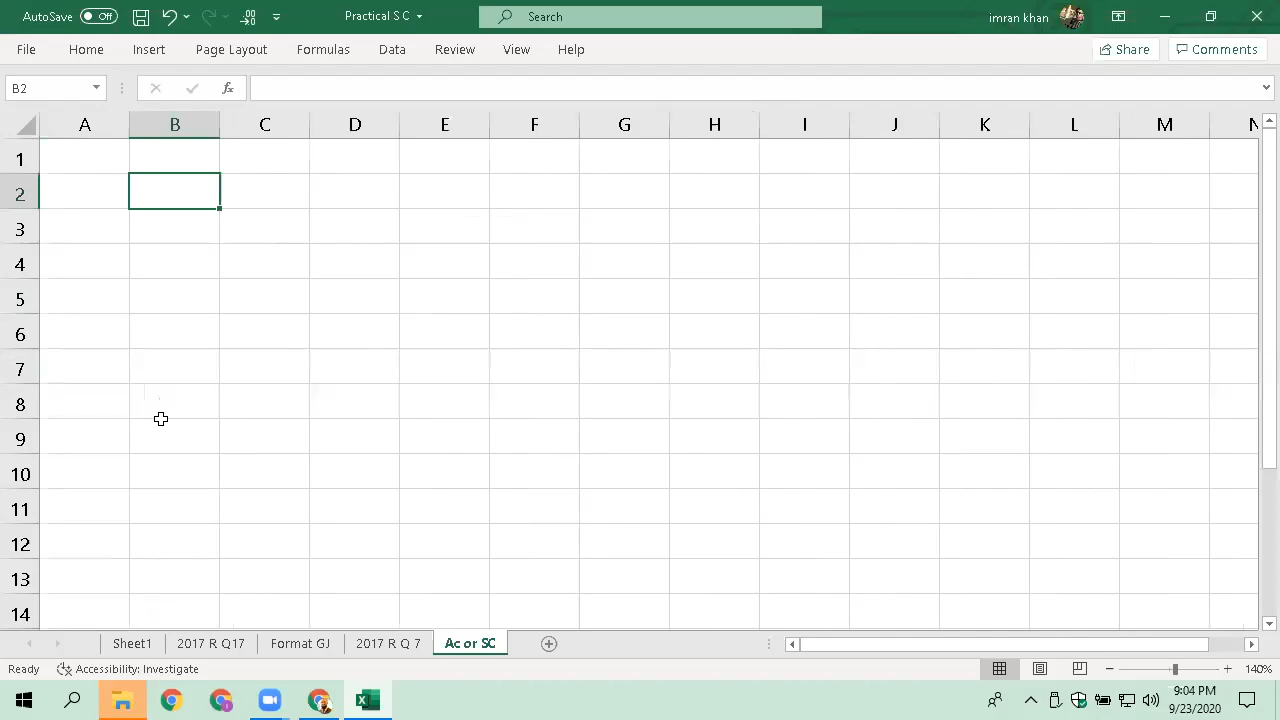 AutoSave Off Practical S C Search imran khan
File Home Insert Page Layout Formulas Data Review View Help Share Comments
B2 fx
A B C D E F G H I J K L M N
1
2
3
4
5
6
7
8
9
10
11
12
13
14
Sheet1 2017 R Q17 Format GJ 2017 R Q 7 Ac or SC
Ready Accessibility: Investigate 140%
9:04 PM
9/23/2020